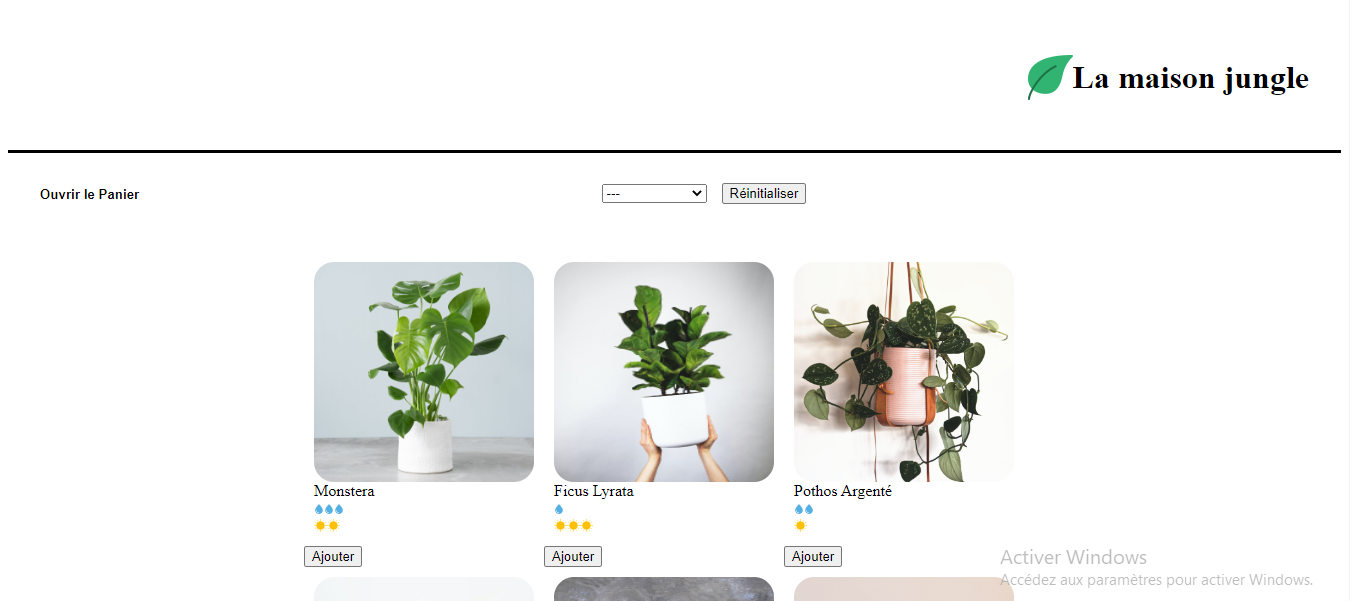 La maison jungle
Ouvrir le Panier
---
Réinitialiser
Monstera
Ficus Lyrata
Pothos Argenté
Ajouter
Ajouter
Ajouter
Activer Windows
Accédez aux paramètres pour activer Windows.